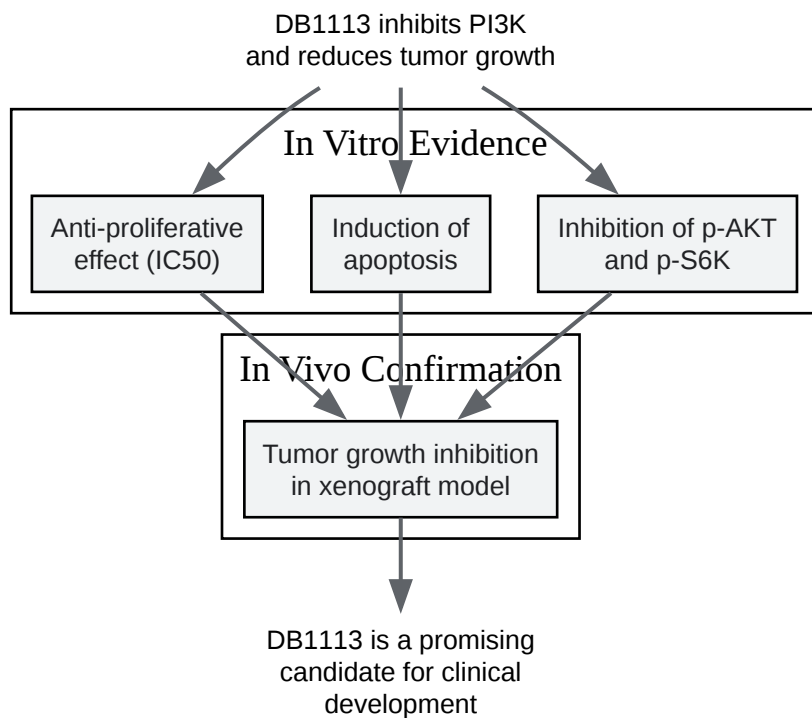 DB1113 inhibits PI3K
and reduces tumor growth
In Vitro Evidence
Anti-proliferative
effect (IC50)
Induction of
apoptosis
Inhibition of p-AKT
and p-S6K
In Vivo Confirmation
Tumor growth inhibition
in xenograft model
DB1113 is a promising
candidate for clinical
development